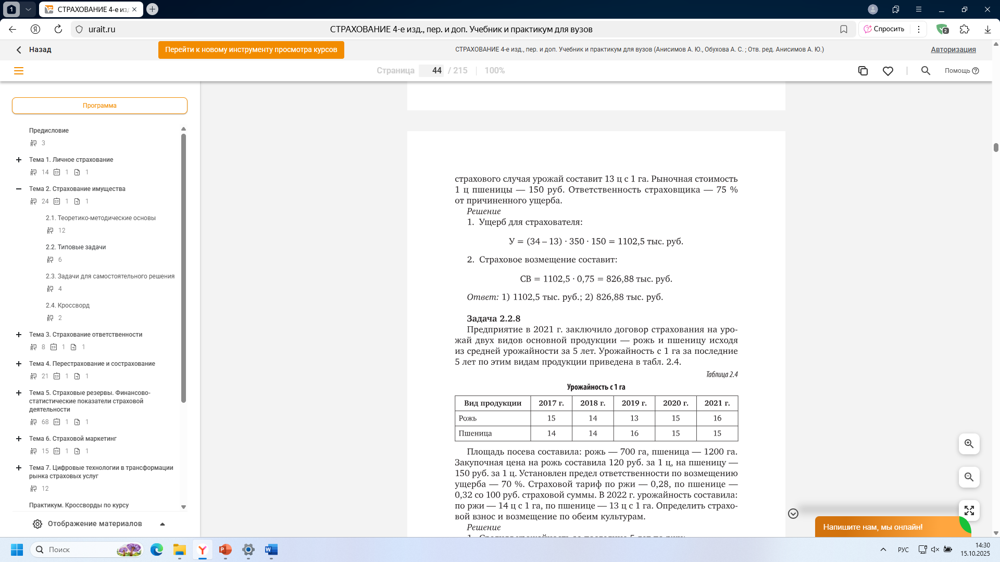 1
СТРАХОВАНИЕ 4-е изд
urait.ru
СТРАХОВАНИЕ 4-е изд., пер. и доп. Учебник и практикум для вузов
Спросить
2
Назад
Перейти к новому инструменту просмотра курсов
СТРАХОВАНИЕ 4-е изд., пер. и доп. Учебник и практикум для вузов (Анисимов А. Ю., Обухова А. С. ; Отв. ред. Анисимов А. Ю.)
Авторизация
Страница 44 / 215 100%
Помощь
Программа
Предисловие
3
Тема 1. Личное страхование
14 1 1
Тема 2. Страхование имущества
24 1 1
2.1. Теоретико-методические основы
12
2.2. Типовые задачи
6
2.3. Задачи для самостоятельного решения
4
2.4. Кроссворд
2
Тема 3. Страхование ответственности
8 1 1
Тема 4. Перестрахование и сострахование
21 1 1
Тема 5. Страховые резервы. Финансово-
статистические показатели страховой
деятельности
68 1 1
Тема 6. Страховой маркетинг
15 1 1
Тема 7. Цифровые технологии в трансформации
рынка страховых услуг
12
Практикум. Кроссворды по курсу
Отображение материалов
страхового случая урожай составит 13 ц с 1 га. Рыночная стоимость
1 ц пшеницы — 150 руб. Ответственность страховщика — 75 %
от причиненного ущерба.
Решение
1. Ущерб для страхователя:
У = (34 – 13) · 350 · 150 = 1102,5 тыс. руб.
2. Страховое возмещение составит:
СВ = 1102,5 · 0,75 = 826,88 тыс. руб.
Ответ: 1) 1102,5 тыс. руб.; 2) 826,88 тыс. руб.
Задача 2.2.8
Предприятие в 2021 г. заключило договор страхования на уро-
жай двух видов основной продукции — рожь и пшеницу исходя
из средней урожайности за 5 лет. Урожайность с 1 га за последние
5 лет по этим видам продукции приведена в табл. 2.4.
Таблица 2.4
Урожайность с 1 га
Вид продукции 2017 г. 2018 г. 2019 г. 2020 г. 2021 г.
Рожь 15 14 13 15 16
Пшеница 14 14 16 15 15
Площадь посева составила: рожь — 700 га, пшеница — 1200 га.
Закупочная цена на рожь составила 120 руб. за 1 ц, на пшеницу —
150 руб. за 1 ц. Установлен предел ответственности по возмещению
ущерба — 70 %. Страховой тариф по ржи — 0,28, по пшенице —
0,32 со 100 руб. страховой суммы. В 2022 г. урожайность составила:
по ржи — 14 ц с 1 га, по пшенице — 13 ц с 1 га. Определить страхо-
вой взнос и возмещение по обеим культурам.
Решение
1. Средняя урожайность за последние 5 лет по ржи:
Напишите нам, мы онлайн!
Поиск
РУС
14:30
15.10.2025